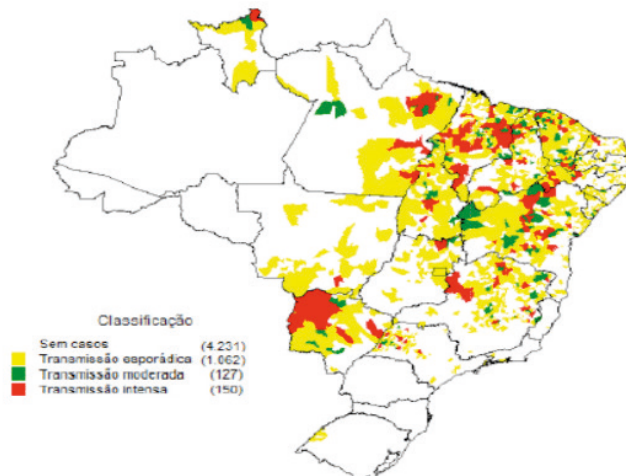 Classificação
Sem casos (4.231)
Transmissão esporádica (1.062)
Transmissão moderada (127)
Transmissão intensa (150)